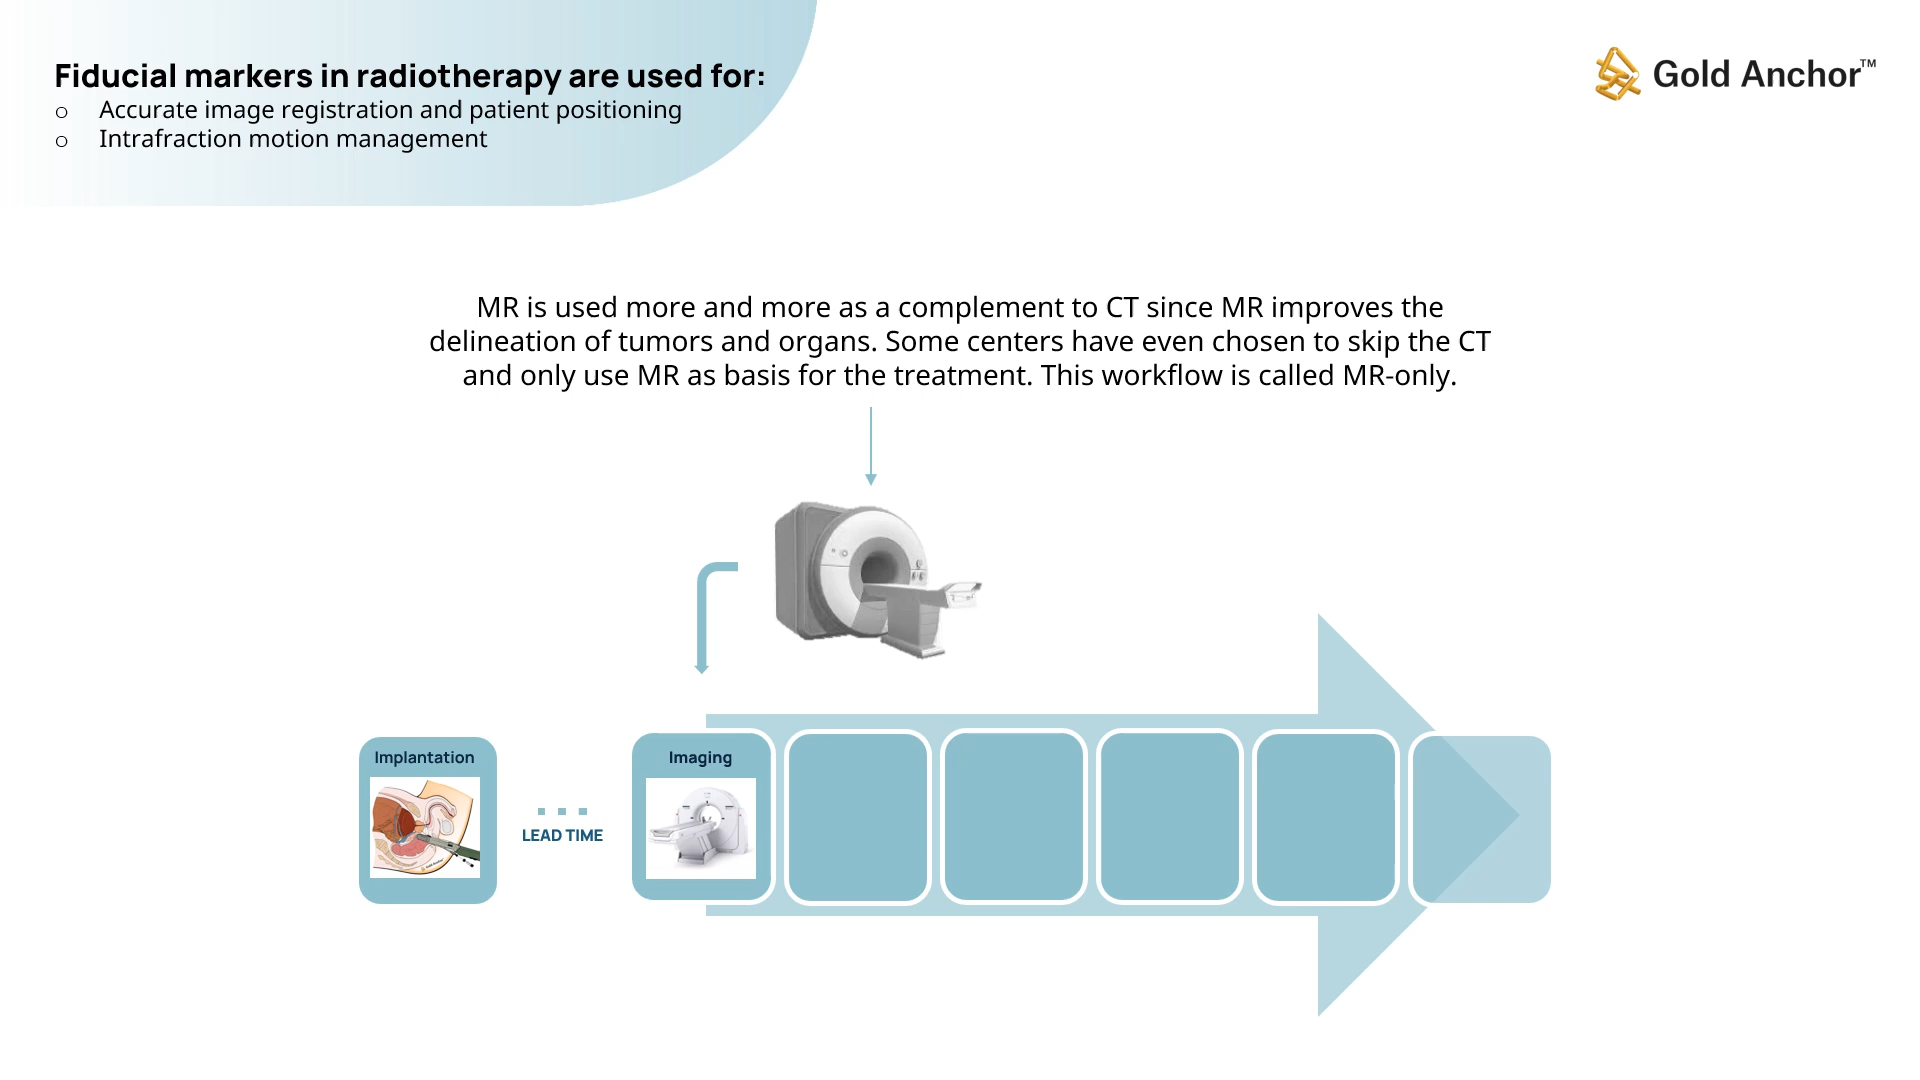 Fiducial markers in radiotherapy are used for:
o Accurate image registration and patient positioning
o Intrafraction motion management
Gold Anchor™
MR is used more and more as a complement to CT since MR improves the
delineation of tumors and organs. Some centers have even chosen to skip the CT
and only use MR as basis for the treatment. This workflow is called MR-only.
Implantation
LEAD TIME
Imaging